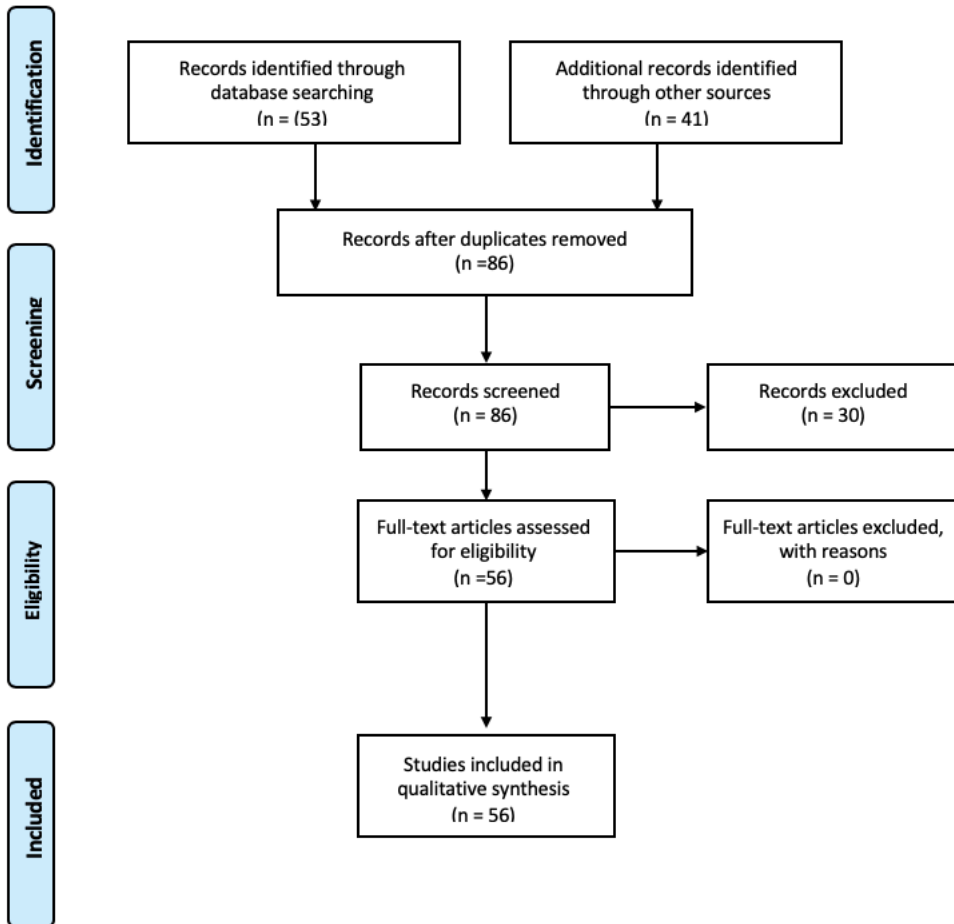 Identification
Records identified through
database searching
(n = (53)
Additional records identified
through other sources
(n = 41)
Records after duplicates removed
(n =86)
Screening
Records screened
(n = 86)
Records excluded
(n = 30)
Eligibility
Full-text articles assessed
for eligibility
(n =56)
Full-text articles excluded,
with reasons
(n = 0)
Included
Studies included in
qualitative synthesis
(n = 56)